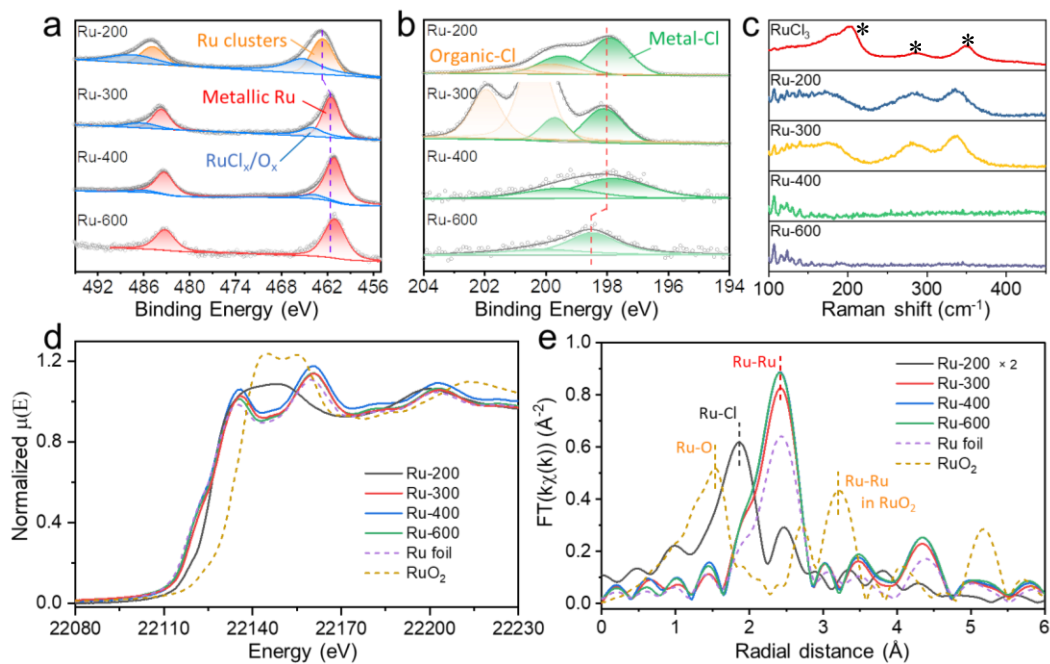 a
Ru-200
Ru clusters
Ru-300
Metallic Ru
RuClₓ/Oₓ
Ru-400
Ru-600
492 486 480 474 468 462 456
Binding Energy (eV)
b
Ru-200
Organic-Cl
Metal-Cl
Ru-300
Ru-400
Ru-600
204 202 200 198 196 194
Binding Energy (eV)
c
RuCl₃
* * *
Ru-200
Ru-300
Ru-400
Ru-600
100 200 300 400
Raman shift (cm⁻¹)
d
Normalized μ(E)
1.2
0.9
0.6
0.3
0.0
Ru-200
Ru-300
Ru-400
Ru-600
Ru foil
RuO₂
22080 22110 22140 22170 22200 22230
Energy (eV)
e
FT(kχ(k)) (Å⁻²)
1.0
0.8
0.6
0.4
0.2
0.0
Ru-Ru
Ru-Cl
Ru-O
Ru-Ru
in RuO₂
Ru-200 × 2
Ru-300
Ru-400
Ru-600
Ru foil
RuO₂
0 1 2 3 4 5 6
Radial distance (Å)